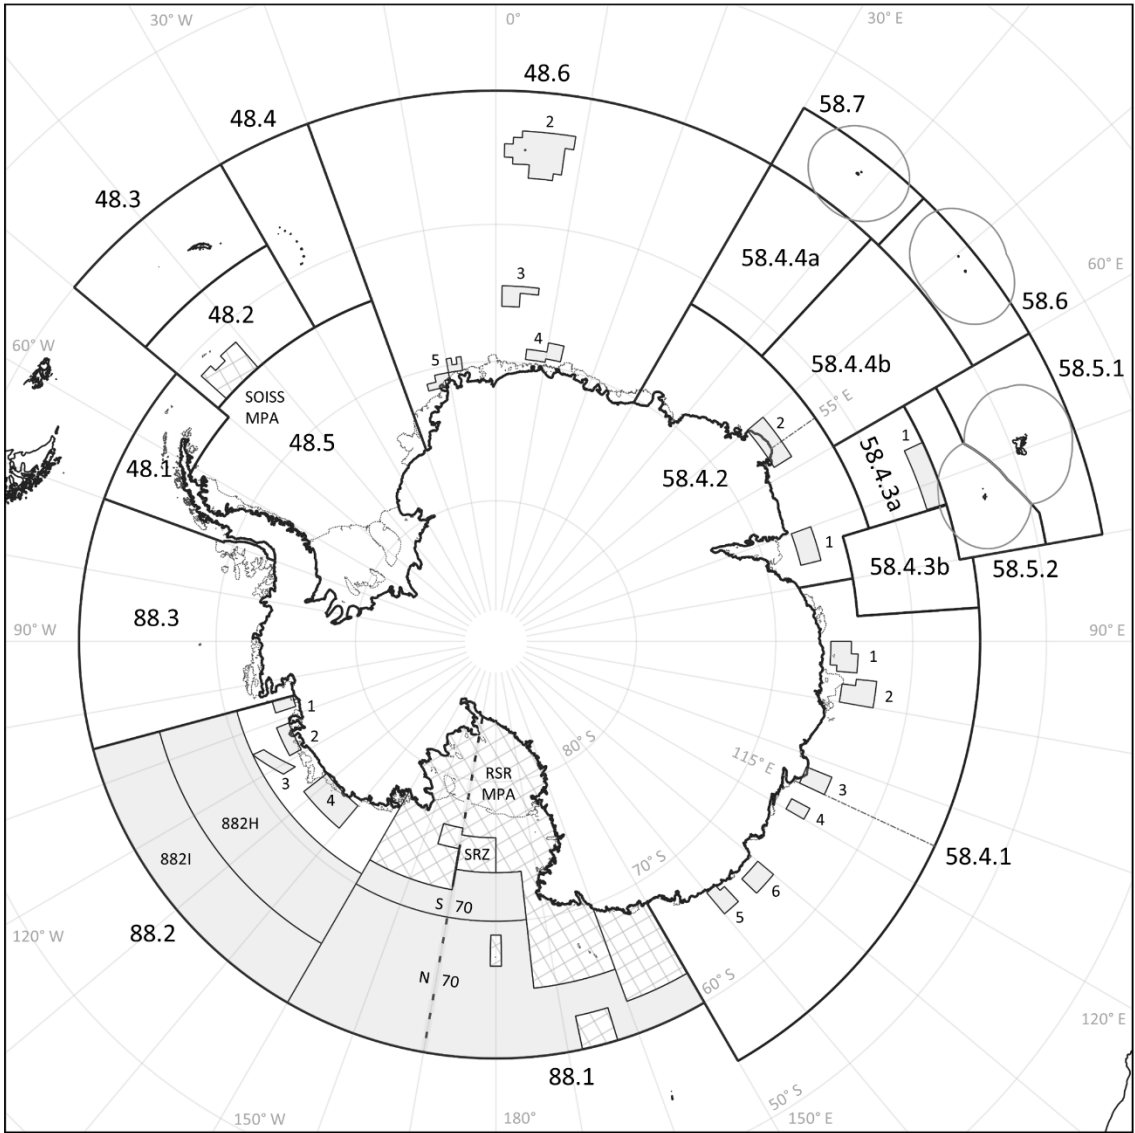 30° W
0°
30° E
48.6
58.7
48.4
2
48.3
58.4.4a
60° E
3
58.6
48.2
4
60° W
5
58.4.4b
58.5.1
SOISS
MPA
55° E
2
48.5
1
48.1
58.4.2
58.4.3a
1
58.4.3b
58.5.2
88.3
90° W
90° E
1
2
1
2
80° S
115° E
RSR
MPA
3
3
4
4
882H
SRZ
58.4.1
882I
70° S
6
S 70
5
88.2
120° W
N 70
60° S
120° E
88.1
50° S
150° W
180°
150° E